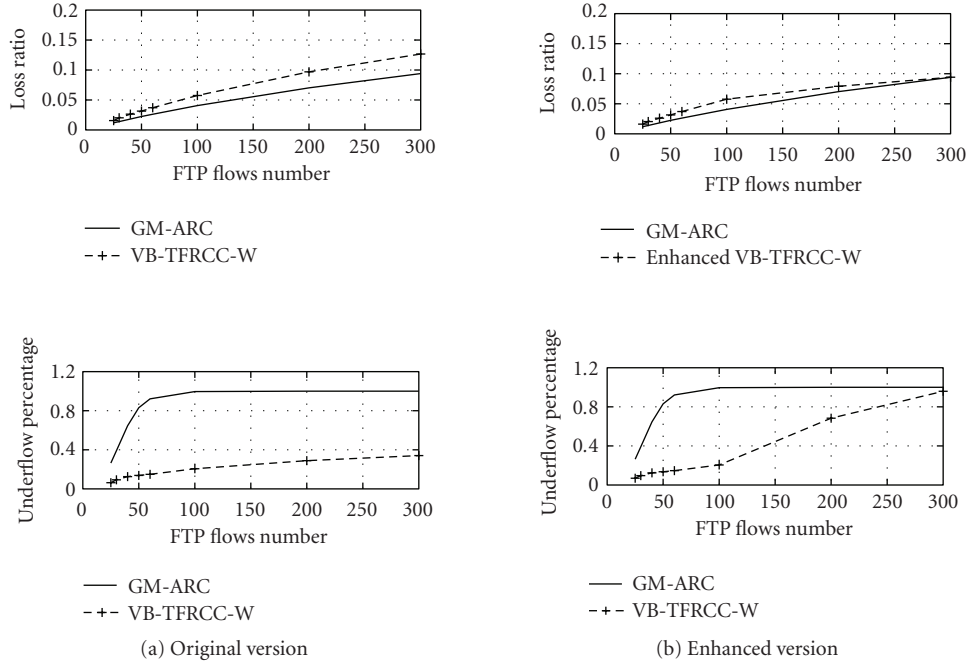 0.2
0.15
0.1
0.05
0
Loss ratio
0 50 100 150 200 250 300
FTP flows number
GM-ARC
VB-TFRCC-W
0.2
0.15
0.1
0.05
0
Loss ratio
0 50 100 150 200 250 300
FTP flows number
GM-ARC
Enhanced VB-TFRCC-W
1.2
0.8
0.4
0
Underflow percentage
0 50 100 150 200 250 300
FTP flows number
GM-ARC
VB-TFRCC-W
(a) Original version
1.2
0.8
0.4
0
Underflow percentage
0 50 100 150 200 250 300
FTP flows number
GM-ARC
VB-TFRCC-W
(b) Enhanced version